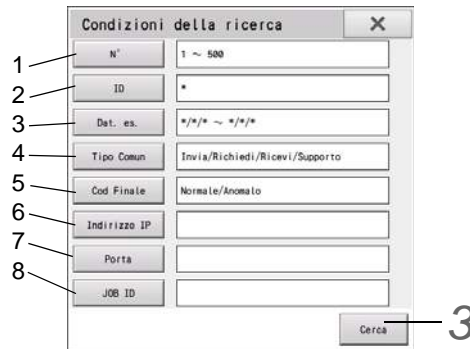 Condizioni della ricerca ×
1 N° 1 ~ 500
2 ID *
3 Dat. es. */*/* ~ */*/*
4 Tipo Comun Invia/Richiedi/Ricevi/Supporto
5 Cod Finale Normale/Anomalo
6 Indirizzo IP
7 Porta
8 JOB ID
Cerca 3